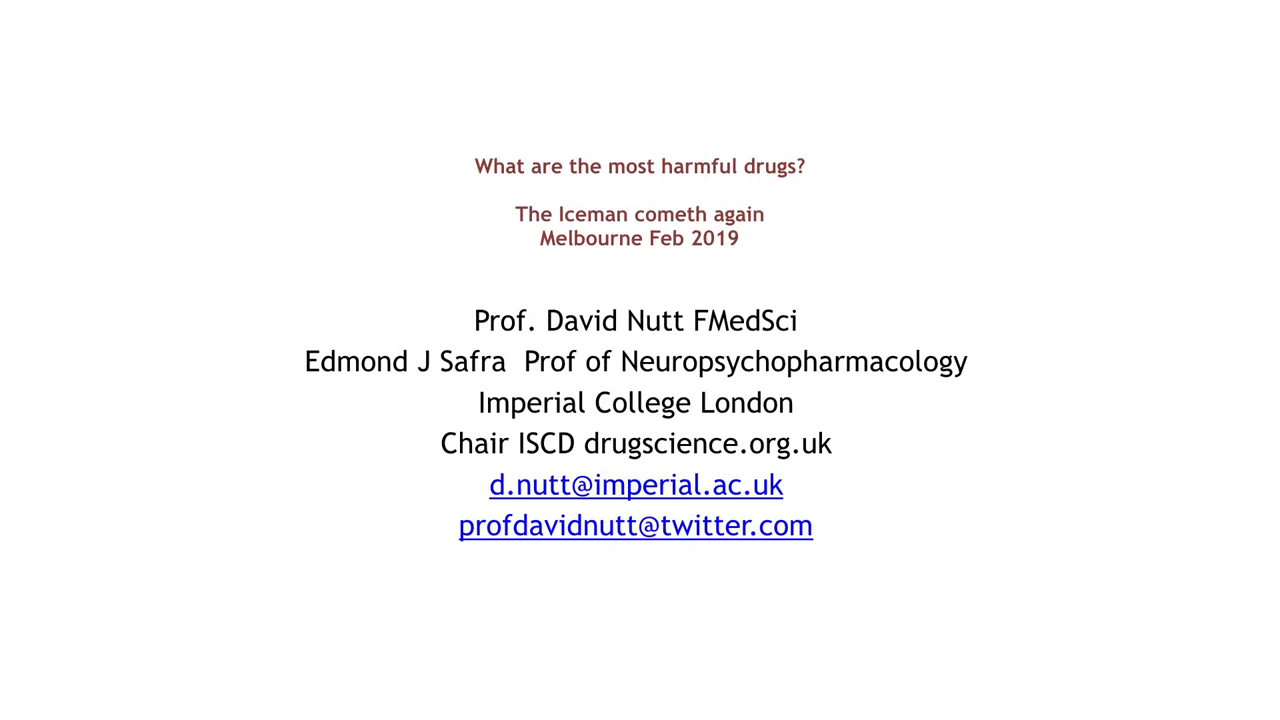 What are the most harmful drugs?
The Iceman cometh again
Melbourne Feb 2019
Prof. David Nutt FMedSci
Edmond J Safra  Prof of Neuropsychopharmacology
Imperial College London
Chair ISCD drugscience.org.uk
d.nutt@imperial.ac.uk
profdavidnutt@twitter.com